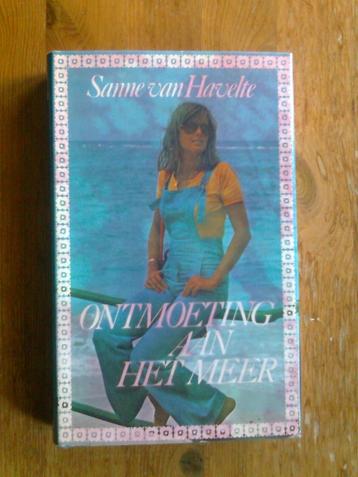 Sanne van Havelte
ONTMOETING
AAN
HET MEER